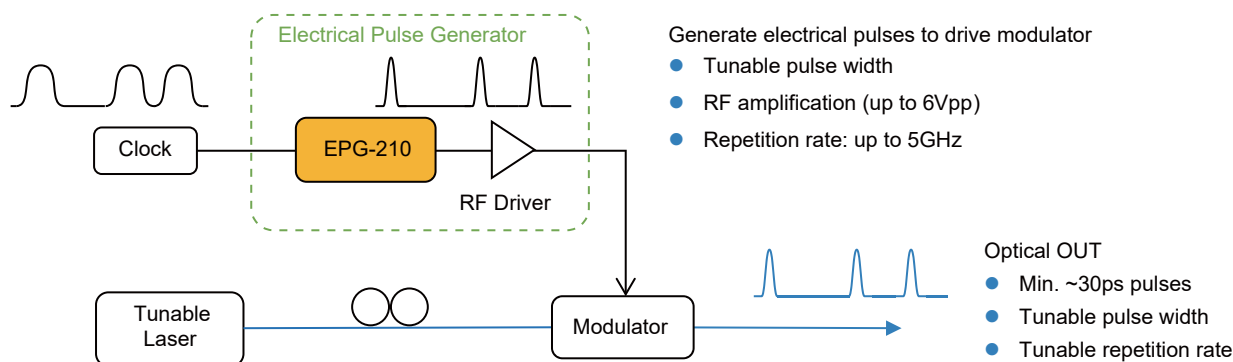 Electrical Pulse Generator
Generate electrical pulses to drive modulator
Tunable pulse width
RF amplification (up to 6Vpp)
Repetition rate: up to 5GHz
Clock
EPG-210
RF Driver
Optical OUT
Min. ~30ps pulses
Tunable pulse width
Tunable repetition rate
Tunable
Laser
Modulator